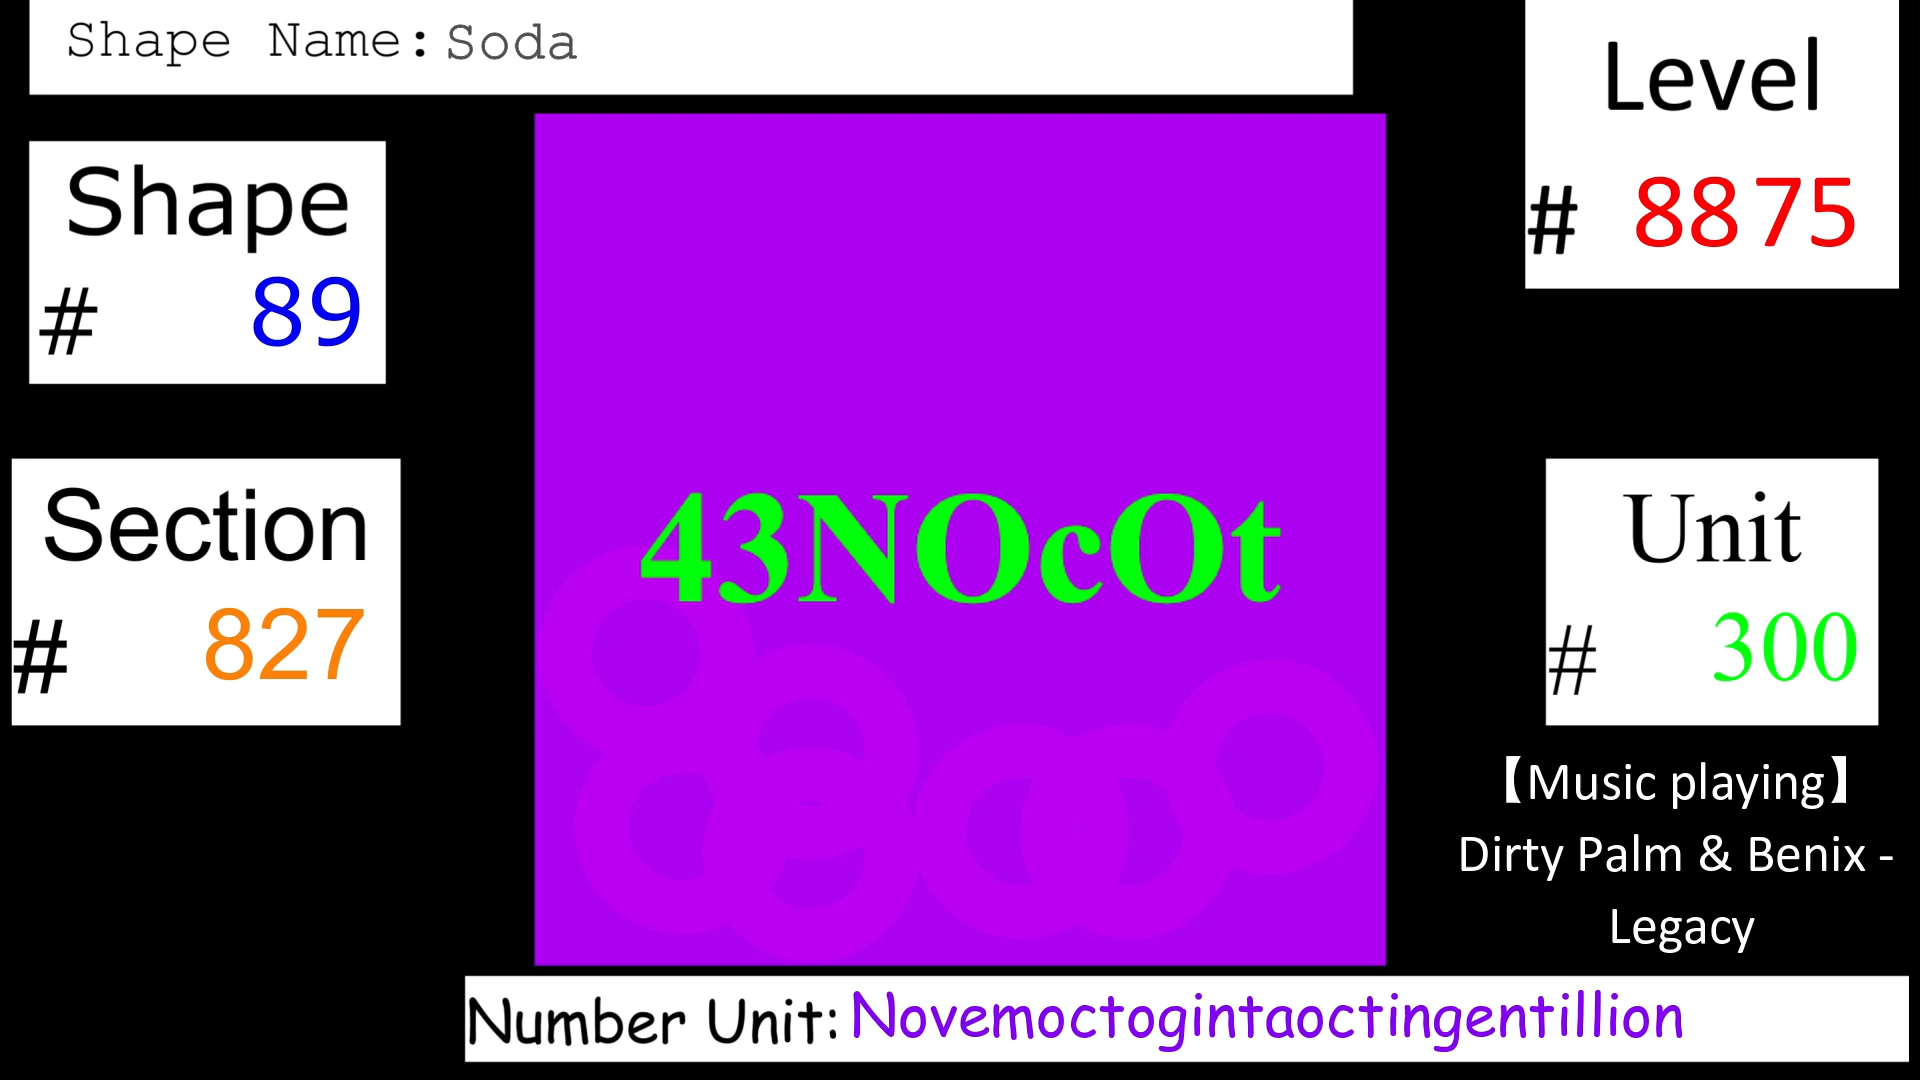 Shape Name: Soda
Level
# 8875
Shape
# 89
43NOcOt
Section
# 827
Unit
# 300
【Music playing】
Dirty Palm & Benix -
Legacy
Number Unit: Novemoctogintaoctingentillion